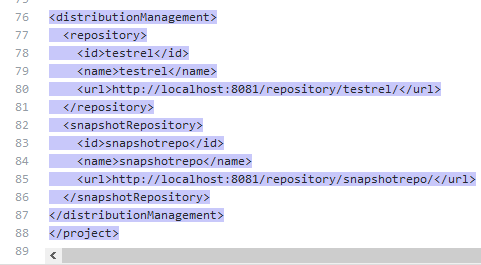 76 <distributionManagement>
77 <repository>
78 <id>testrel</id>
79 <name>testrel</name>
80 <url>http://localhost:8081/repository/testrel/</url>
81 </repository>
82 <snapshotRepository>
83 <id>snapshotrepo</id>
84 <name>snapshotrepo</name>
85 <url>http://localhost:8081/repository/snapshotrepo/</url>
86 </snapshotRepository>
87 </distributionManagement>
88 </project>
89